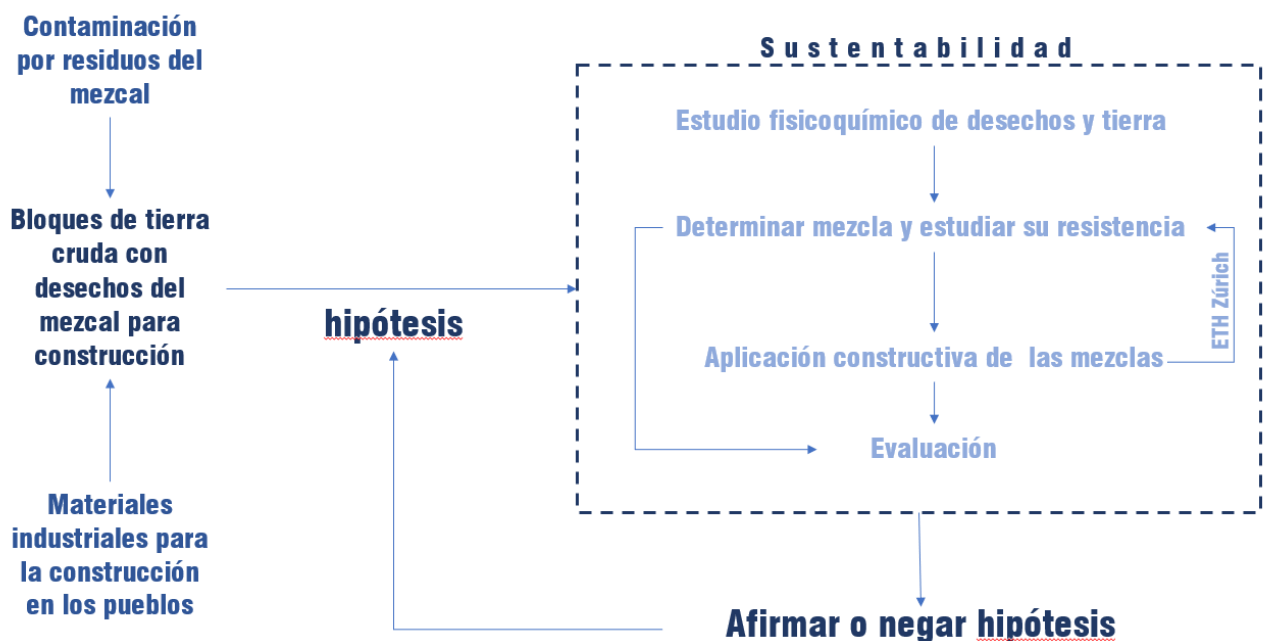 Contaminación
por residuos del
mezcal
Bloques de tierra
cruda con
desechos del
mezcal para
construcción
Materiales
industriales para
la construcción
en los pueblos
hipótesis
Sustentabilidad
Estudio fisicoquímico de desechos y tierra
Determinar mezcla y estudiar su resistencia
ETH Zúrich
Aplicación constructiva de las mezclas
Evaluación
Afirmar o negar hipótesis